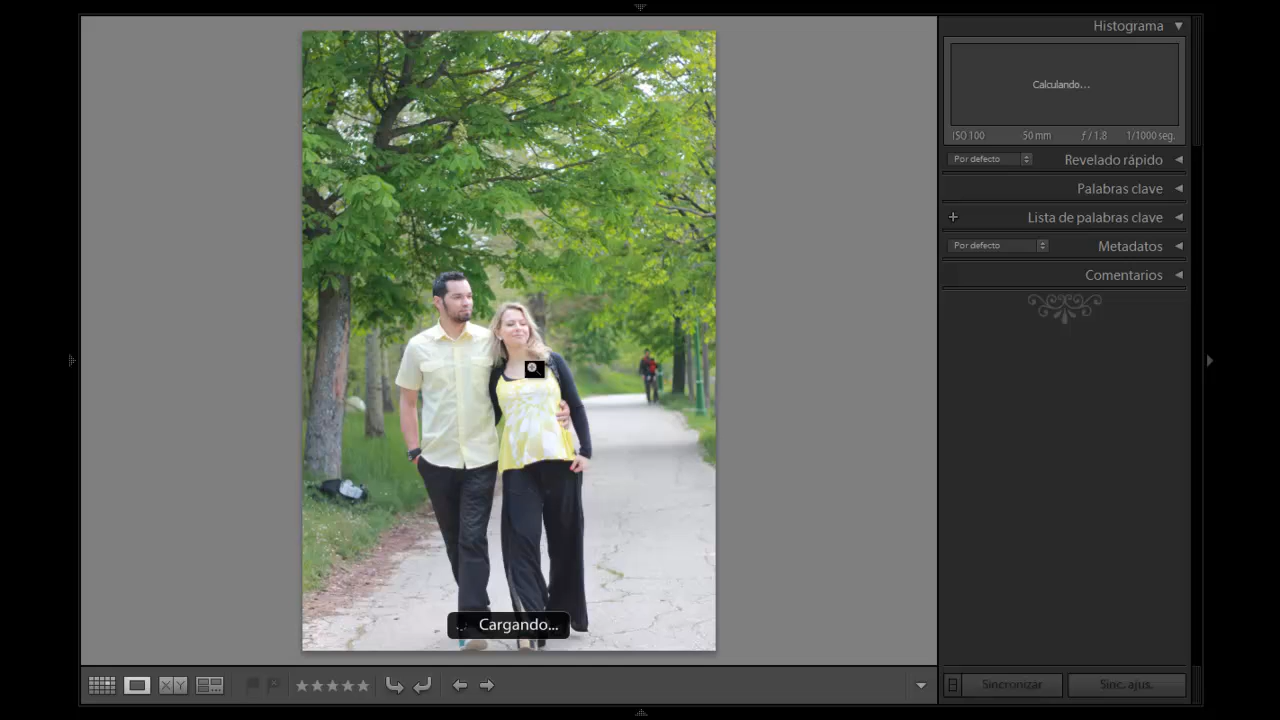 Histograma
Calculando...
ISO 100 50 mm ƒ / 1.8 1/1000 seg.
Por defecto Revelado rápido
Palabras clave
Lista de palabras clave
Por defecto Metadatos
Comentarios
Cargando...
X Y
Sincronizar Sinc. ajus.